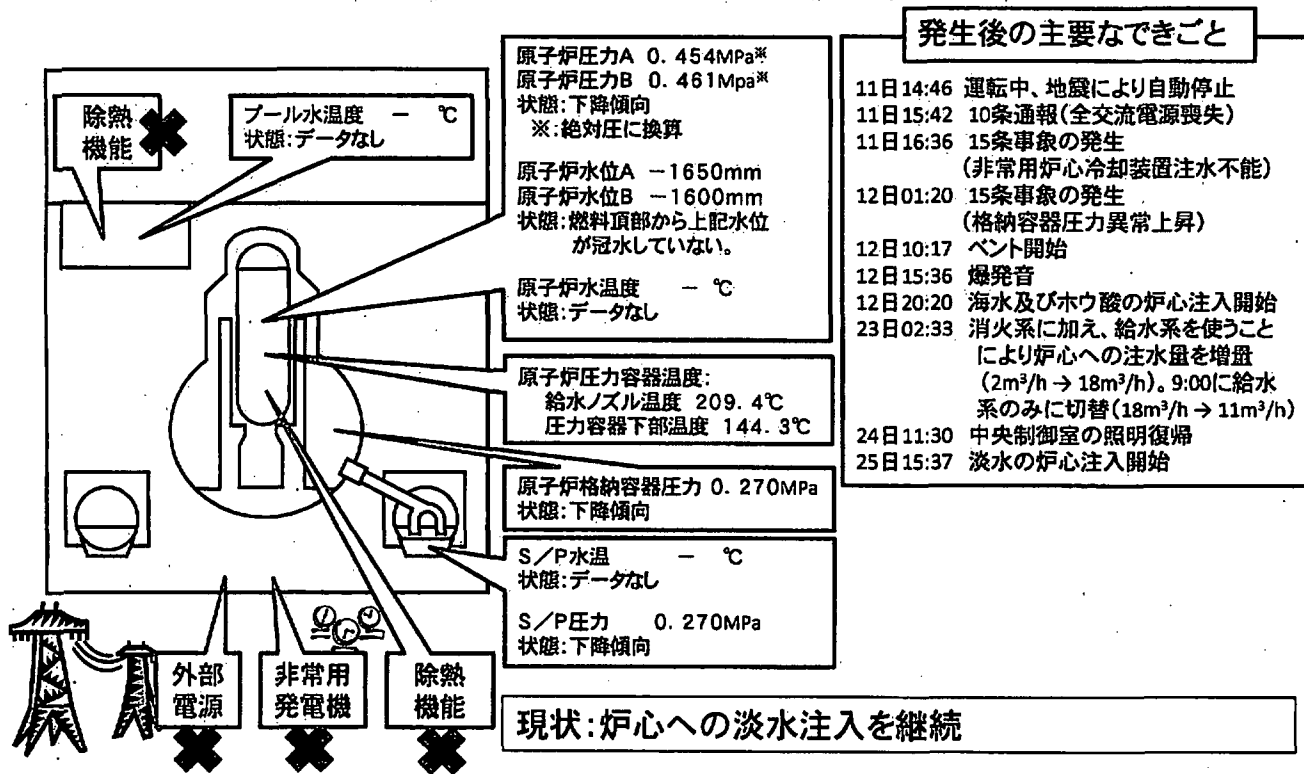 除熱
機能
プール水温度 － ℃
状態:データなし
原子炉圧力A 0. 454MPa※
原子炉圧力B 0. 461Mpa※
状態:下降傾向
※:絶対圧に換算
原子炉水位A －1650mm
原子炉水位B －1600mm
状態:燃料頂部から上記水位
が冠水していない。
原子炉水温度 － ℃
状態:データなし
原子炉圧力容器温度:
給水ノズル温度 209. 4℃
圧力容器下部温度 144. 3℃
原子炉格納容器圧力 0. 270MPa
状態:下降傾向
S／P水温 － ℃
状態:データなし
S／P圧力 0. 270MPa
状態:下降傾向
外部
電源
非常用
発電機
除熱
機能
発生後の主要なできごと
11日14:46 運転中、地震により自動停止
11日15:42 10条通報(全交流電源喪失)
11日16:36 15条事象の発生
(非常用炉心冷却装置注水不能)
12日01:20 15条事象の発生
(格納容器圧力異常上昇)
12日10:17 ベント開始
12日15:36 爆発音
12日20:20 海水及びホウ酸の炉心注入開始
23日02:33 消火系に加え、給水系を使うこと
により炉心への注水量を増量
(2m³/h → 18m³/h)。9:00に給水
系のみに切替(18m³/h → 11m³/h)
24日11:30 中央制御室の照明復帰
25日15:37 淡水の炉心注入開始
現状:炉心への淡水注入を継続